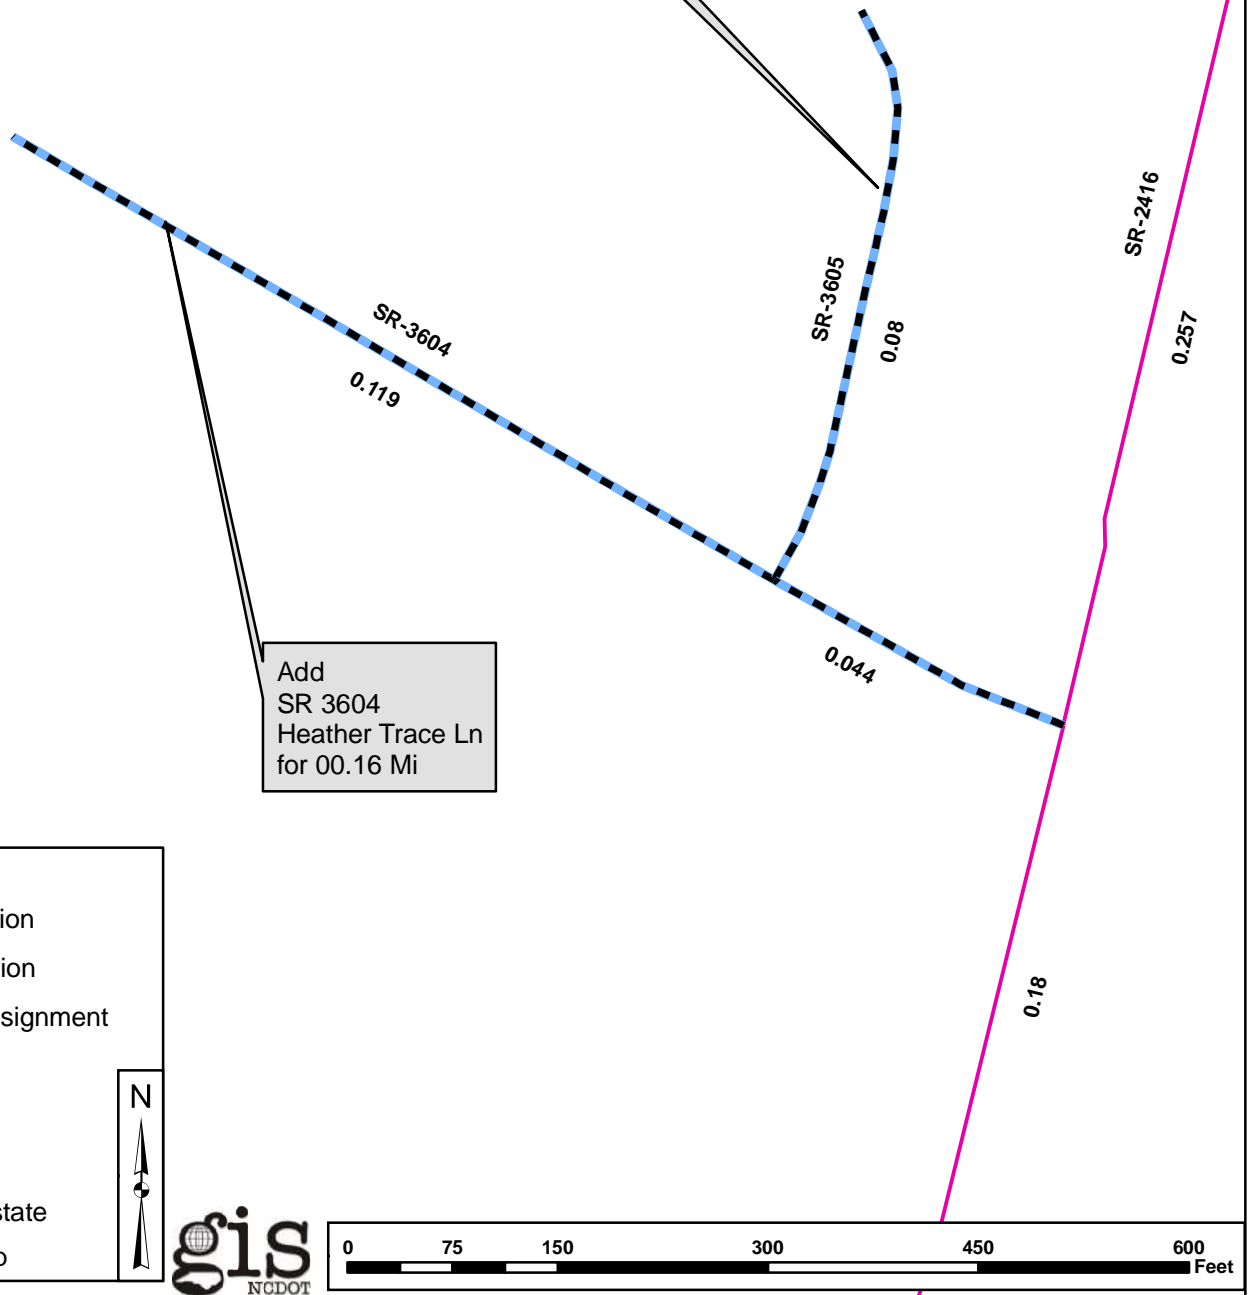 SR-2416
SR-3605
0.257
SR-3604
0.08
0.119
0.044
Add
SR 3604
Heather Trace Ln
for 00.16 Mi
0.18
N
gis
NCDOT
0 75 150 300 450 600
Feet